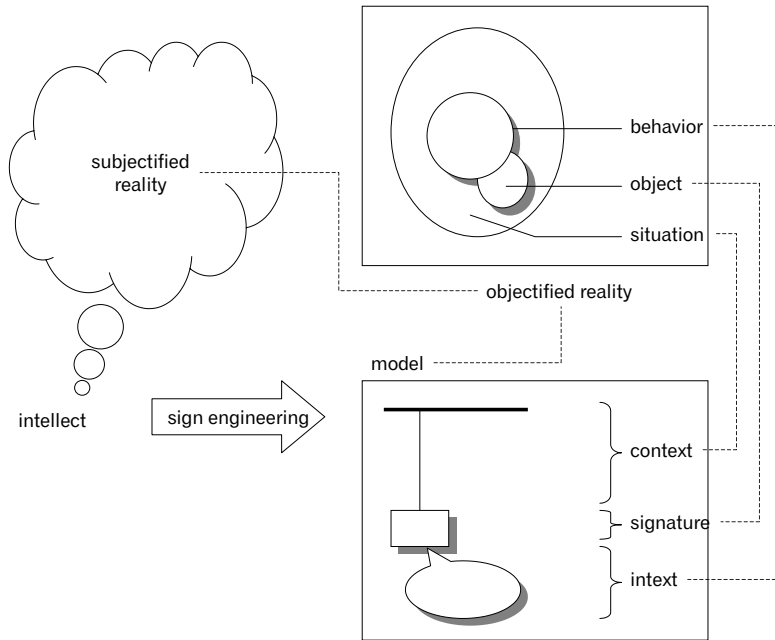 subjectified
reality
behavior
object
situation
objectified reality
model
intellect
sign engineering
context
signature
intext